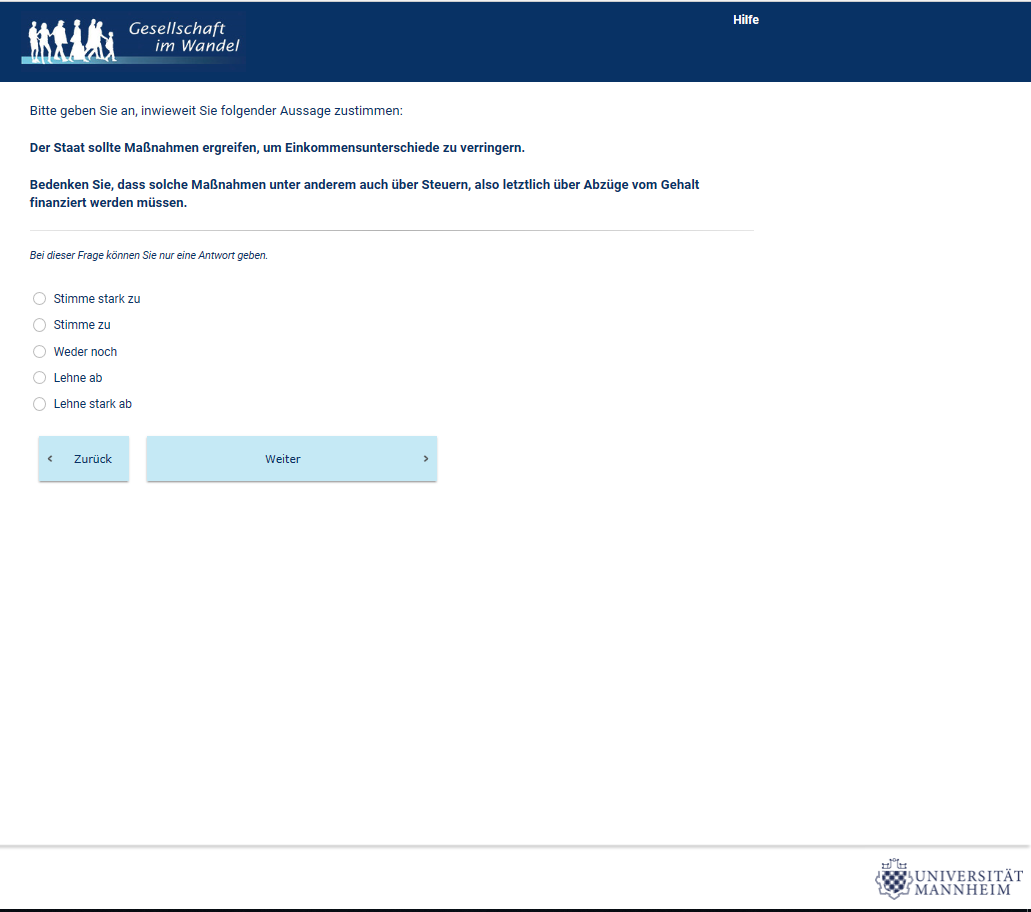 Gesellschaft
im Wandel
Hilfe
Bitte geben Sie an, inwieweit Sie folgender Aussage zustimmen:
Der Staat sollte Maßnahmen ergreifen, um Einkommensunterschiede zu verringern.
Bedenken Sie, dass solche Maßnahmen unter anderem auch über Steuern, also letztlich über Abzüge vom Gehalt
finanziert werden müssen.
Bei dieser Frage können Sie nur eine Antwort geben.
Stimme stark zu
Stimme zu
Weder noch
Lehne ab
Lehne stark ab
Zurück
Weiter
UNIVERSITÄT
MANNHEIM